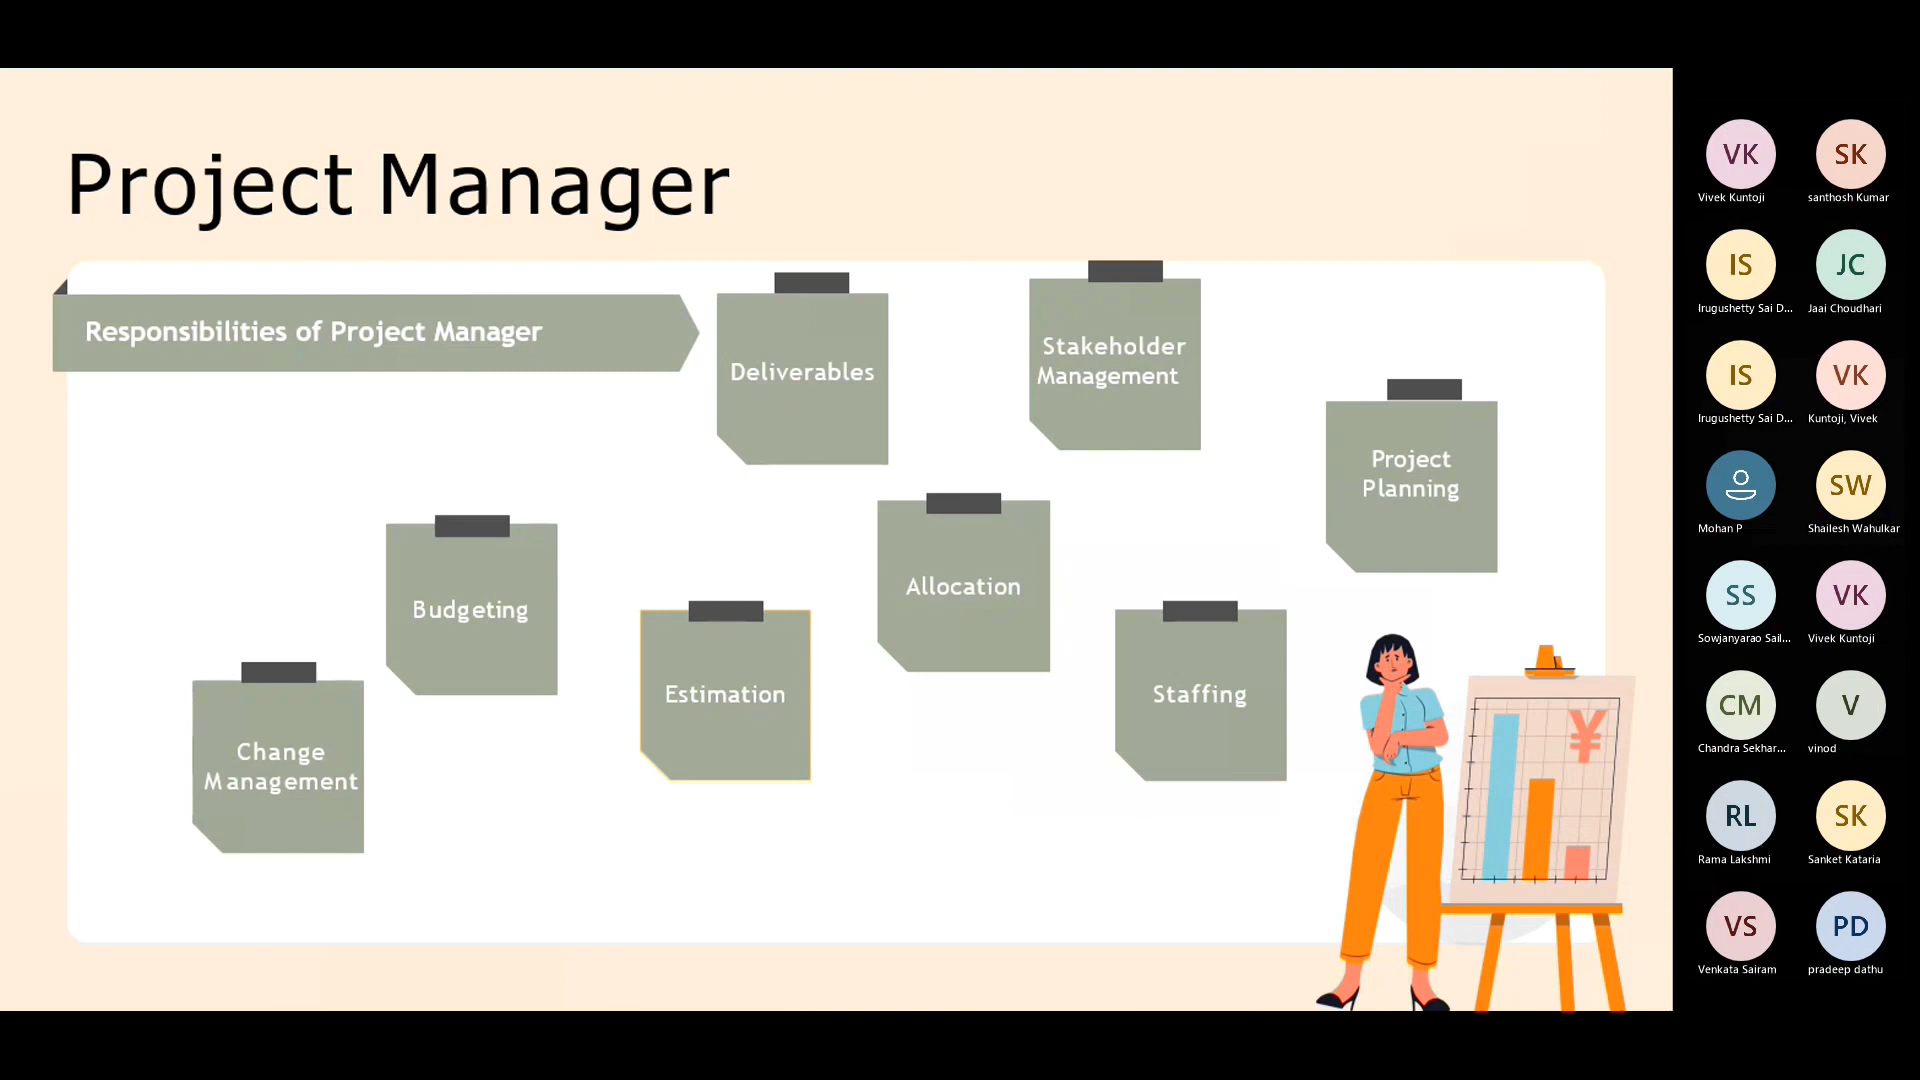 Project Manager
Responsibilities of Project Manager
Deliverables
Stakeholder
Management
Project
Planning
Budgeting
Allocation
Estimation
Staffing
Change
Management
¥
VK
SK
Vivek Kuntoji
santhosh Kumar
IS
JC
Irugushetty Sai D...
Jaai Choudhari
IS
VK
Irugushetty Sai D...
Kuntoji, Vivek
SW
Mohan P
Shailesh Wahulkar
SS
VK
Sowjanyarao Sail...
Vivek Kuntoji
CM
V
Chandra Sekhar...
vinod
RL
SK
Rama Lakshmi
Sanket Kataria
VS
PD
Venkata Sairam
pradeep dathu